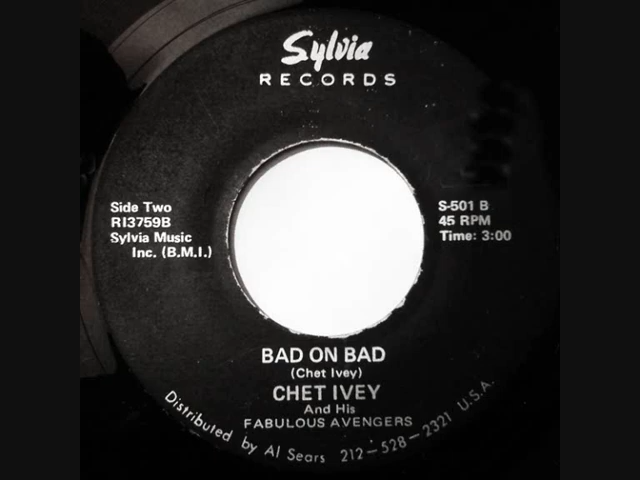 Sylvia
RECORDS
Side Two
RI3759B
Sylvia Music
Inc. (B.M.I.)
S-501 B
45 RPM
Time: 3:00
BAD ON BAD
(Chet Ivey)
CHET IVEY
And His
FABULOUS AVENGERS
Distributed by Al Sears 212-528-2321 U.S.A.